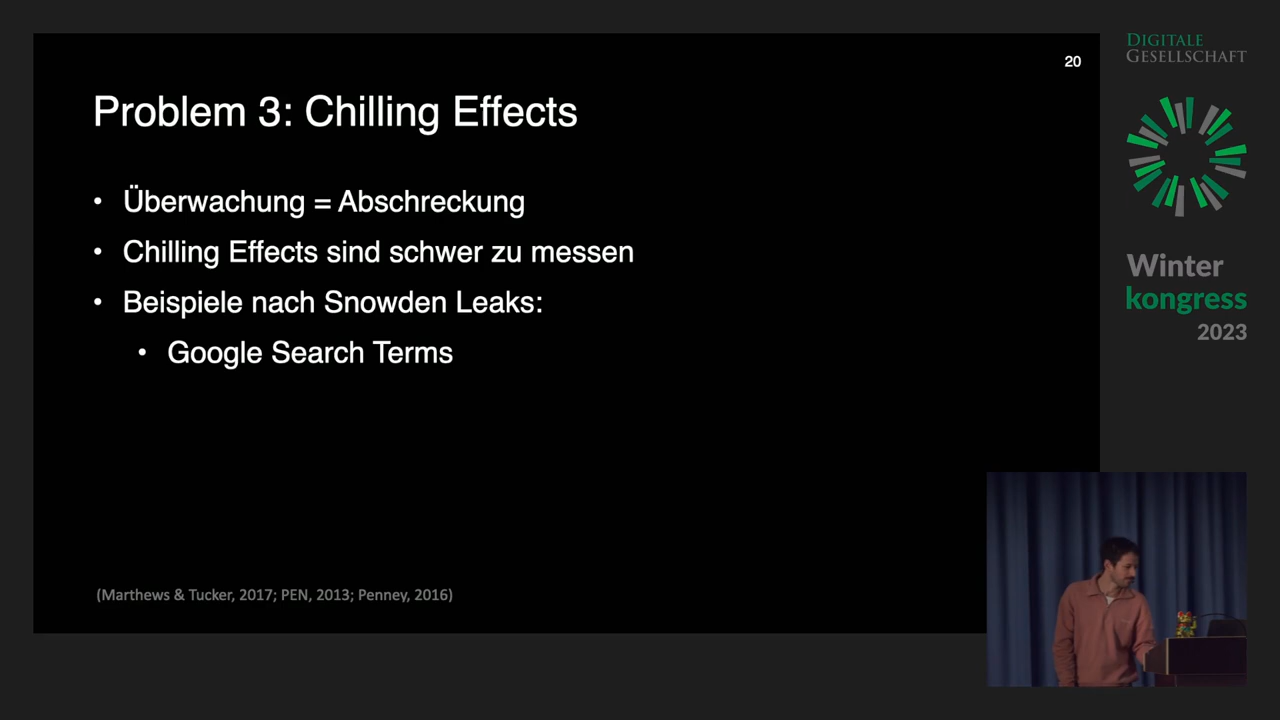 20
Problem 3: Chilling Effects
• Überwachung = Abschreckung
• Chilling Effects sind schwer zu messen
• Beispiele nach Snowden Leaks:
• Google Search Terms
(Marthews & Tucker, 2017; PEN, 2013; Penney, 2016)
DIGITALE
GESELLSCHAFT
Winter
kongress
2023